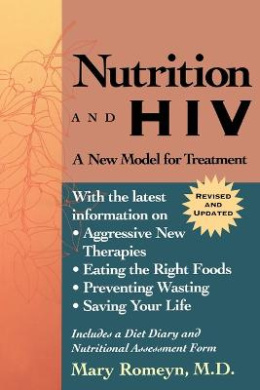 Nutrition
AND HIV
A New Model for Treatment
With the latest
information on
• Aggressive New
Therapies
• Eating the Right Foods
• Preventing Wasting
• Saving Your Life
REVISED
AND
UPDATED
Includes a Diet Diary and
Nutritional Assessment Form
Mary Romeyn, M.D.